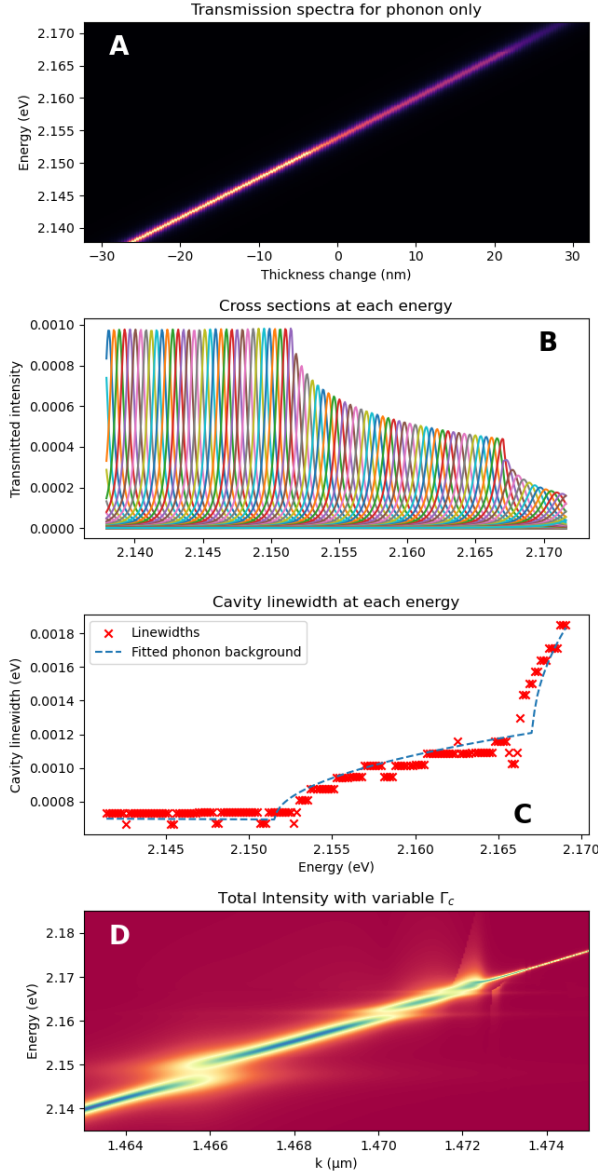 Transmission spectra for phonon only
A
2.170
2.165
2.160
2.155
2.150
2.145
2.140
Energy (eV)
−30 −20 −10 0 10 20 30
Thickness change (nm)
Cross sections at each energy
B
0.0010
0.0008
0.0006
0.0004
0.0002
0.0000
Transmitted intensity
2.140 2.145 2.150 2.155 2.160 2.165 2.170
Cavity linewidth at each energy
Linewidths
Fitted phonon background
0.0018
0.0016
0.0014
0.0012
0.0010
0.0008
Cavity linewidth (eV)
C
2.145 2.150 2.155 2.160 2.165 2.170
Energy (eV)
Total Intensity with variable Γc
D
2.18
2.17
2.16
2.15
2.14
Energy (eV)
1.464 1.466 1.468 1.470 1.472 1.474
k (μm)